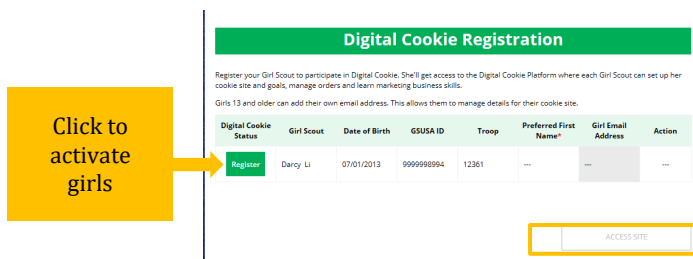 Digital Cookie Registration
Register your Girl Scout to participate in Digital Cookie. She'll get access to the Digital Cookie Platform where each Girl Scout can set up her
cookie site and goals, manage orders and learn marketing business skills.
Girls 13 and older can add their own email address. This allows them to manage details for their cookie site.
Click to
activate
girls
Digital Cookie Status Girl Scout Date of Birth GSUSA ID Troop Preferred First Name* Girl Email Address Action
Register Darcy Li 07/01/2013 9999998994 12361 --- --- ---
ACCESS SITE